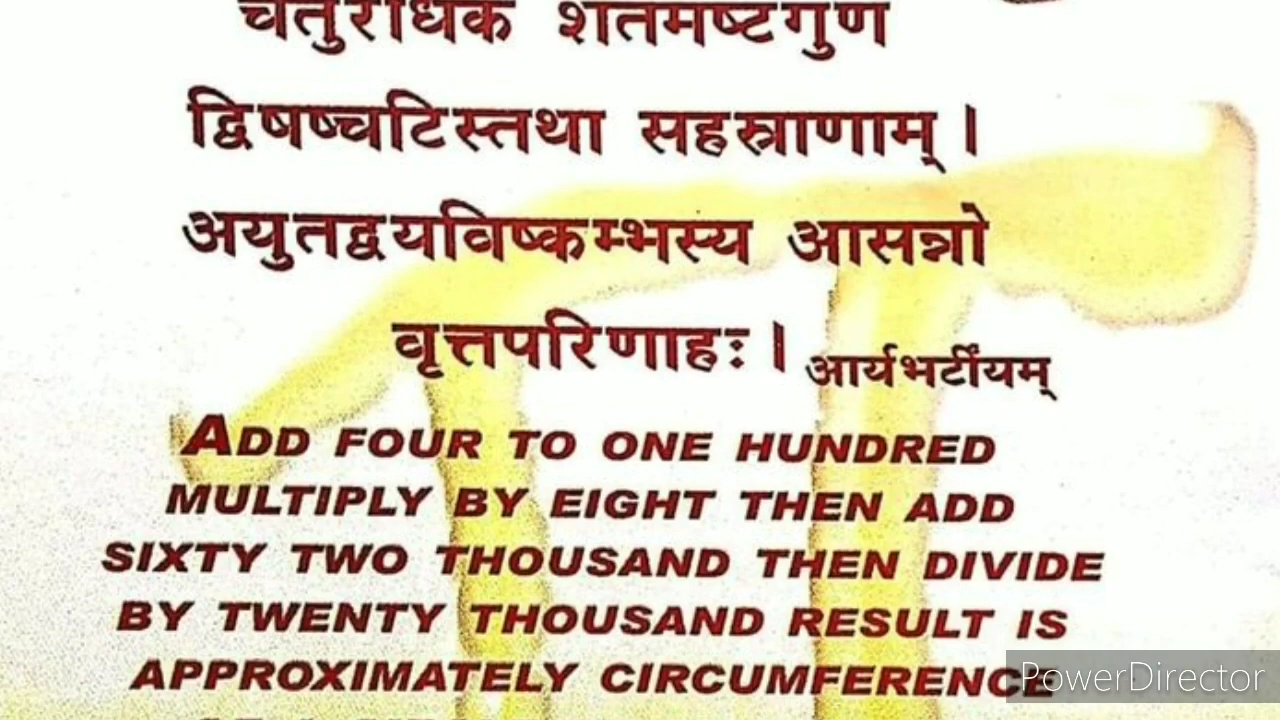 चतुराधिकं शतमष्टगुणं
द्विषष्चटिस्तथा सहस्राणाम् ।
अयुतद्वयविष्कम्भस्य आसन्नो
वृत्तपरिणाहः । आर्यभर्टीयम्
ADD FOUR TO ONE HUNDRED
MULTIPLY BY EIGHT THEN ADD
SIXTY TWO THOUSAND THEN DIVIDE
BY TWENTY THOUSAND RESULT IS
APPROXIMATELY CIRCUMFERENCE
PowerDirector